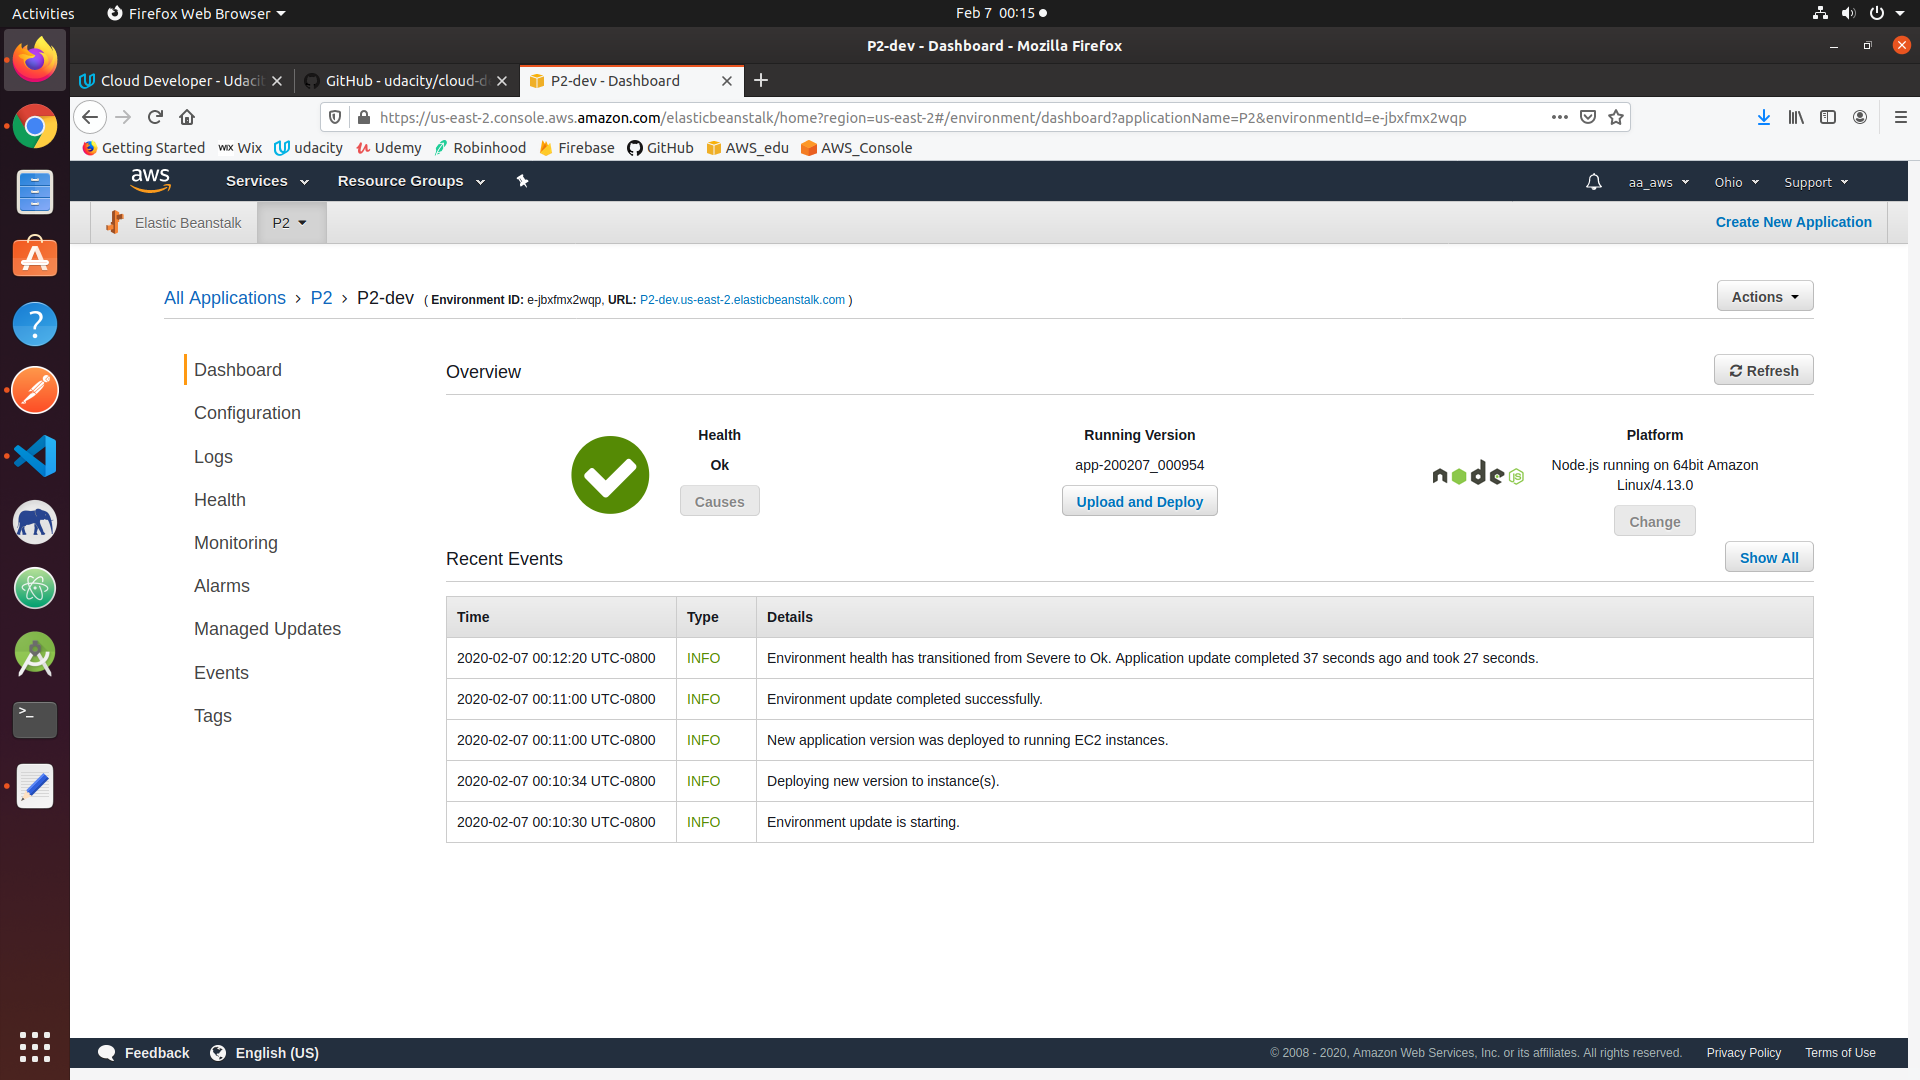 Activities Firefox Web Browser Feb 7 00:15
P2-dev - Dashboard - Mozilla Firefox
Cloud Developer - Udacit GitHub - udacity/cloud-d P2-dev - Dashboard
https://us-east-2.console.aws.amazon.com/elasticbeanstalk/home?region=us-east-2#/environment/dashboard?applicationName=P2&environmentId=e-jbxfmx2wqp
Getting Started WIX Wix udacity Udemy Robinhood Firebase GitHub AWS_edu AWS_Console
aws Services Resource Groups aa_aws Ohio Support
Elastic Beanstalk P2 Create New Application
All Applications › P2 › P2-dev ( Environment ID: e-jbxfmx2wqp, URL: P2-dev.us-east-2.elasticbeanstalk.com ) Actions
Dashboard
Configuration
Logs
Health
Monitoring
Alarms
Managed Updates
Events
Tags
Overview Refresh
Health
Ok
Causes
Running Version
app-200207_000954
Upload and Deploy
node JS
Platform
Node.js running on 64bit Amazon
Linux/4.13.0
Change
Recent Events Show All
Time Type Details
2020-02-07 00:12:20 UTC-0800 INFO Environment health has transitioned from Severe to Ok. Application update completed 37 seconds ago and took 27 seconds.
2020-02-07 00:11:00 UTC-0800 INFO Environment update completed successfully.
2020-02-07 00:11:00 UTC-0800 INFO New application version was deployed to running EC2 instances.
2020-02-07 00:10:34 UTC-0800 INFO Deploying new version to instance(s).
2020-02-07 00:10:30 UTC-0800 INFO Environment update is starting.
Feedback English (US) © 2008 - 2020, Amazon Web Services, Inc. or its affiliates. All rights reserved. Privacy Policy Terms of Use